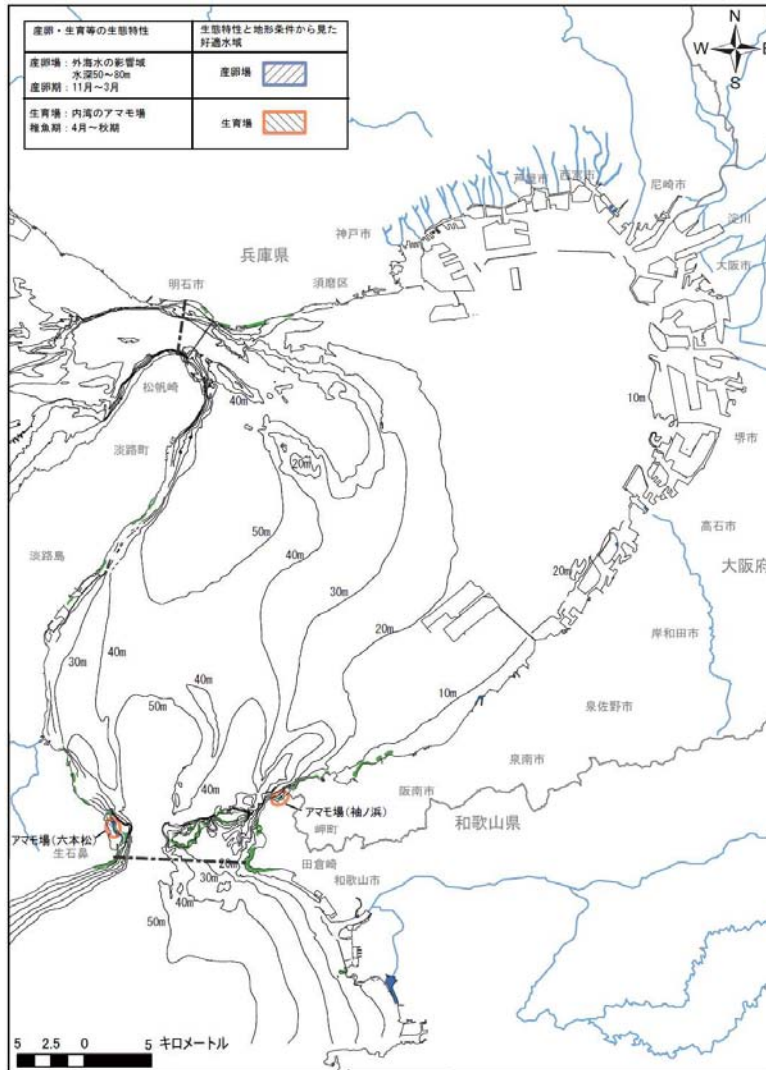 産卵・生育等の生態特性
生態特性と地形条件から見た
好適水域
産卵場：外海水の影響域
水深50～80m
産卵期：11月～3月
産卵場
生育場：内湾のアマモ場
稚魚期：4月～秋期
生育場
N
W
E
S
芦屋市
西宮市
尼崎市
淀川
神戸市
大阪市
兵庫県
明石市
須磨区
松帆崎
40m
10m
淡路町
20m
堺市
50m
高石市
淡路島
40m
20m
大阪府
30m
20m
岸和田市
30m
40m
40m
10m
50m
泉佐野市
泉南市
40m
阪南市
アマモ場(袖ノ浜)
和歌山県
岬町
アマモ場(六本松)
生石鼻
20m
田倉崎
30m
和歌山市
40m
50m
5 2.5 0 5 キロメートル